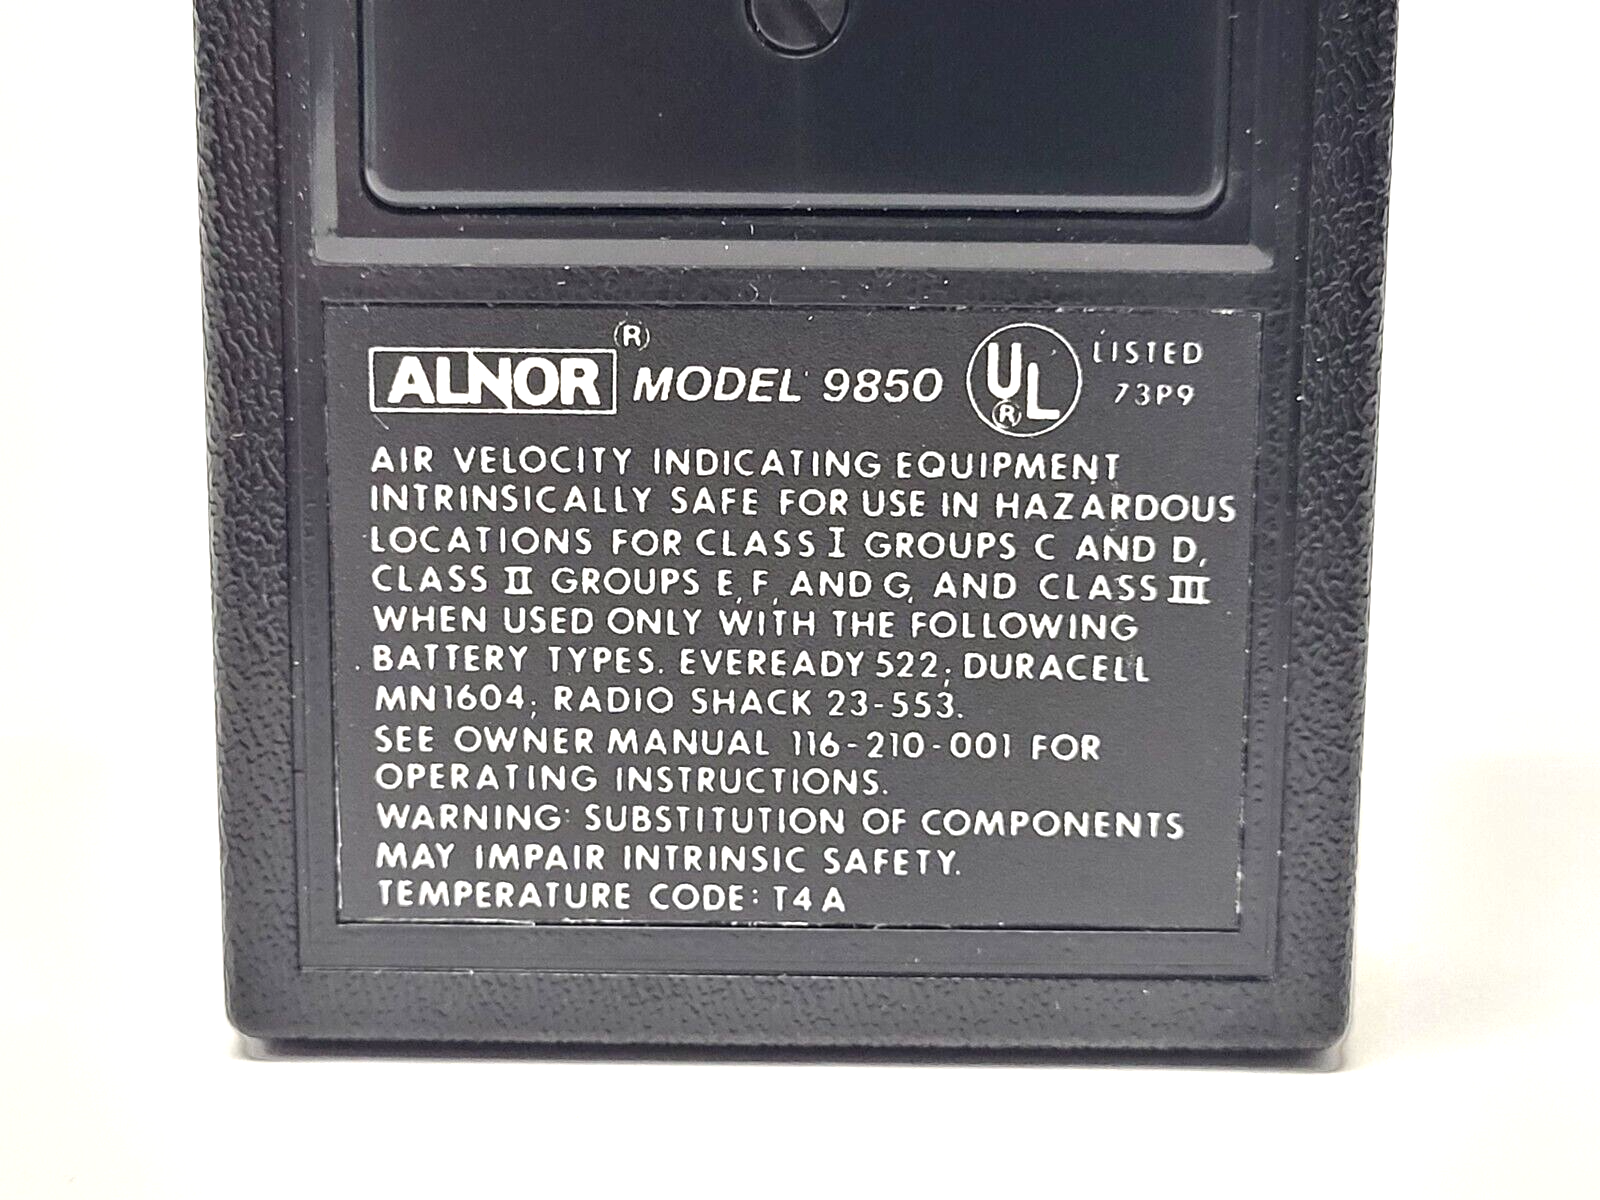 ALNOR® MODEL 9850 UL® LISTED
73P9
AIR VELOCITY INDICATING EQUIPMENT
INTRINSICALLY SAFE FOR USE IN HAZARDOUS
LOCATIONS FOR CLASS I GROUPS C AND D,
CLASS II GROUPS E, F, AND G, AND CLASS III
WHEN USED ONLY WITH THE FOLLOWING
BATTERY TYPES. EVEREADY 522; DURACELL
MN1604; RADIO SHACK 23-553.
SEE OWNER MANUAL 116-210-001 FOR
OPERATING INSTRUCTIONS.
WARNING: SUBSTITUTION OF COMPONENTS
MAY IMPAIR INTRINSIC SAFETY.
TEMPERATURE CODE: T4A